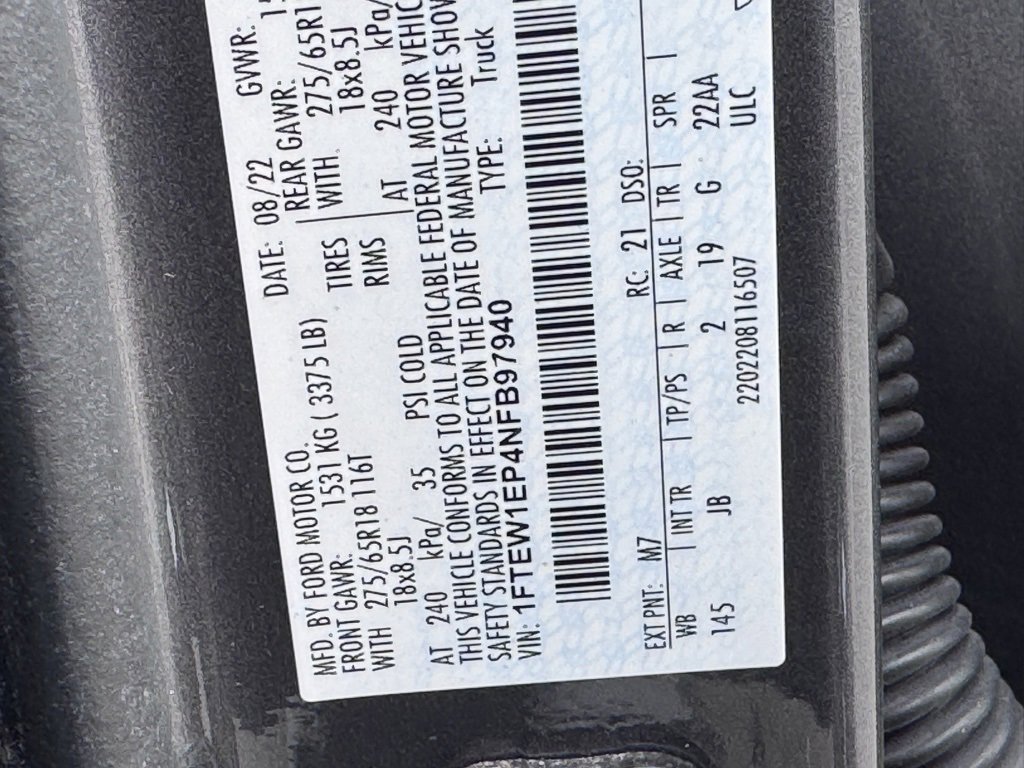 MFD. BY FORD MOTOR CO.
DATE: 08/22 GVWR:
FRONT GAWR: 1531 KG ( 3375 LB) REAR GAWR:
WITH 275/65R18 116T TIRES WITH 275/65R1
18x8.5J RIMS 18x8.5J
AT 240 kPa/ 35 PSI COLD AT 240 kPa/
THIS VEHICLE CONFORMS TO ALL APPLICABLE FEDERAL MOTOR VEHIC
SAFETY STANDARDS IN EFFECT ON THE DATE OF MANUFACTURE SHOW
VIN: 1FTEW1EP4NFB97940 TYPE: Truck
EXT PNT: M7 RC: 21 DSO:
WB | INT TR | TP/PS | R | AXLE | TR | SPR |
145 JB 2 19 G 22AA
2202208116507 ULC